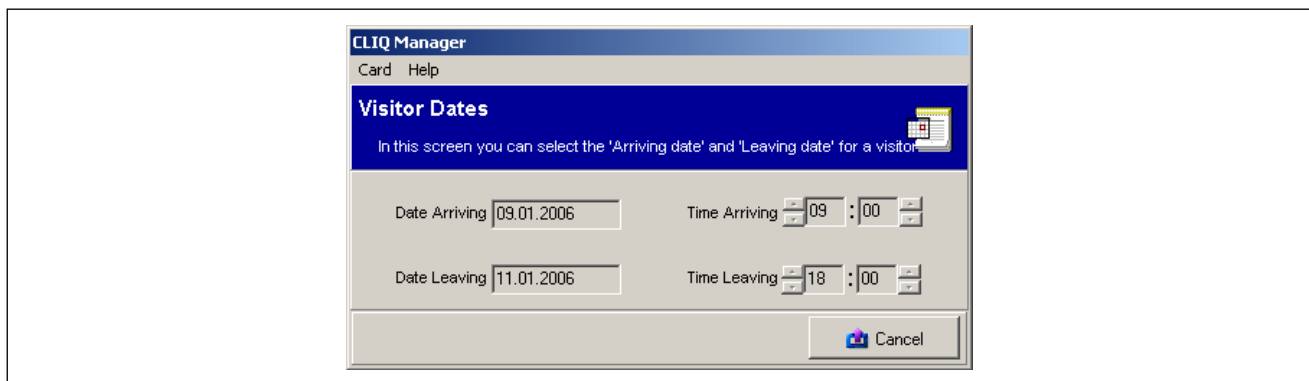 CLIQ Manager
Card Help
Visitor Dates
In this screen you can select the 'Arriving date' and 'Leaving date' for a visitor
Date Arriving 09.01.2006 Time Arriving 09 : 00
Date Leaving 11.01.2006 Time Leaving 18 : 00
Cancel